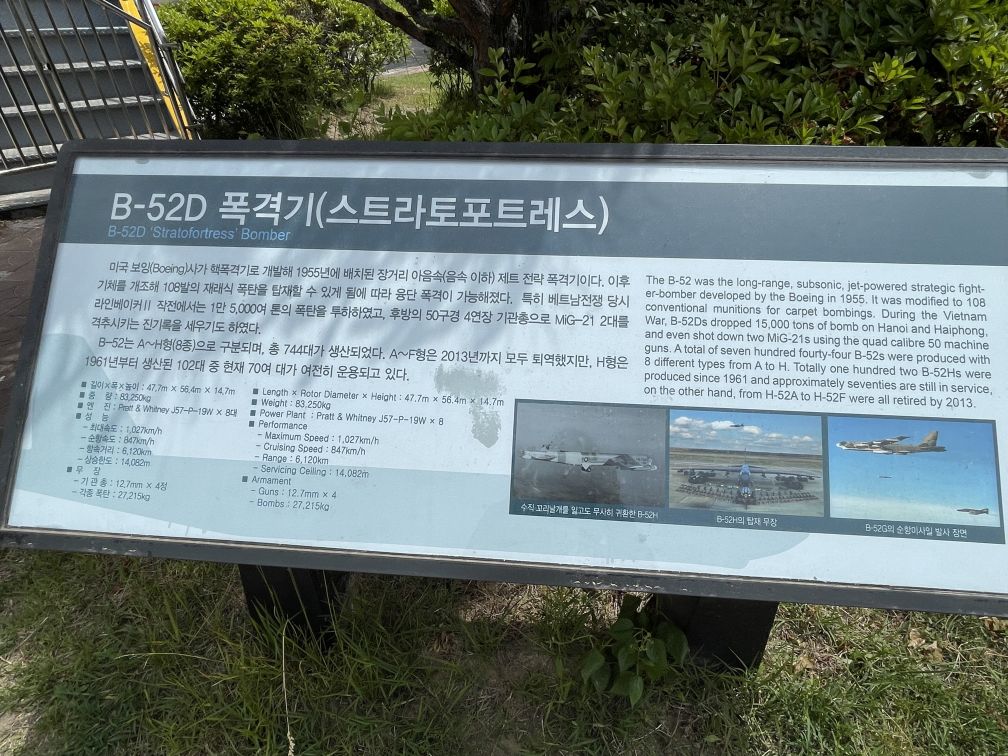 B-52D 폭격기(스트라토포트레스)
B-52D 'Stratofortress' Bomber
미국 보잉(Boeing)사가 핵폭격기로 개발해 1955년에 배치된 장거리 아음속(음속 이하) 제트 전략 폭격기이다. 이후
기체를 개조해 108발의 재래식 폭탄을 탑재할 수 있게 됨에 따라 융단 폭격이 가능해졌다. 특히 베트남전쟁 당시
라인베이커Ⅱ 작전에서는 1만 5,000여 톤의 폭탄을 투하하였고, 후방의 50구경 4연장 기관총으로 MiG-21 2대를
격추시키는 진기록을 세우기도 하였다.
B-52는 A~H형(8종)으로 구분되며, 총 744대가 생산되었다. A~F형은 2013년까지 모두 퇴역했지만, H형은
1961년부터 생산된 102대 중 현재 70여 대가 여전히 운용되고 있다.
■ 길이×폭×높이 : 47.7m × 56.4m × 14.7m
■ 중 량 : 83,250kg
■ 엔 진 : Pratt & Whitney J57-P-19W × 8대
■ 성 능
- 최대속도 : 1,027km/h
- 순항속도 : 847km/h
- 항속거리 : 6,120km
- 상승한도 : 14,082m
■ 무 장
- 기 관 총 : 12.7mm × 4정
- 각종 폭탄 : 27,215kg
■ Length × Rotor Diameter × Height : 47.7m × 56.4m × 14.7m
■ Weight : 83,250kg
■ Power Plant : Pratt & Whitney J57-P-19W × 8
■ Performance
- Maximum Speed : 1,027km/h
- Cruising Speed : 847km/h
- Range : 6,120km
- Servicing Ceiling : 14,082m
■ Armament
- Guns : 12.7mm × 4
- Bombs : 27,215kg
The B-52 was the long-range, subsonic, jet-powered strategic fight-
er-bomber developed by the Boeing in 1955. It was modified to 108
conventional munitions for carpet bombings. During the Vietnam
War, B-52Ds dropped 15,000 tons of bomb on Hanoi and Haiphong,
and even shot down two MiG-21s using the quad calibre 50 machine
guns. A total of seven hundred fourty-four B-52s were produced with
8 different types from A to H. Totally one hundred two B-52Hs were
produced since 1961 and approximately seventies are still in service,
on the other hand, from H-52A to H-52F were all retired by 2013.
수직 꼬리날개를 잃고도 무사히 귀환한 B-52H
B-52H의 탑재 무장
B-52G의 순항미사일 발사 장면